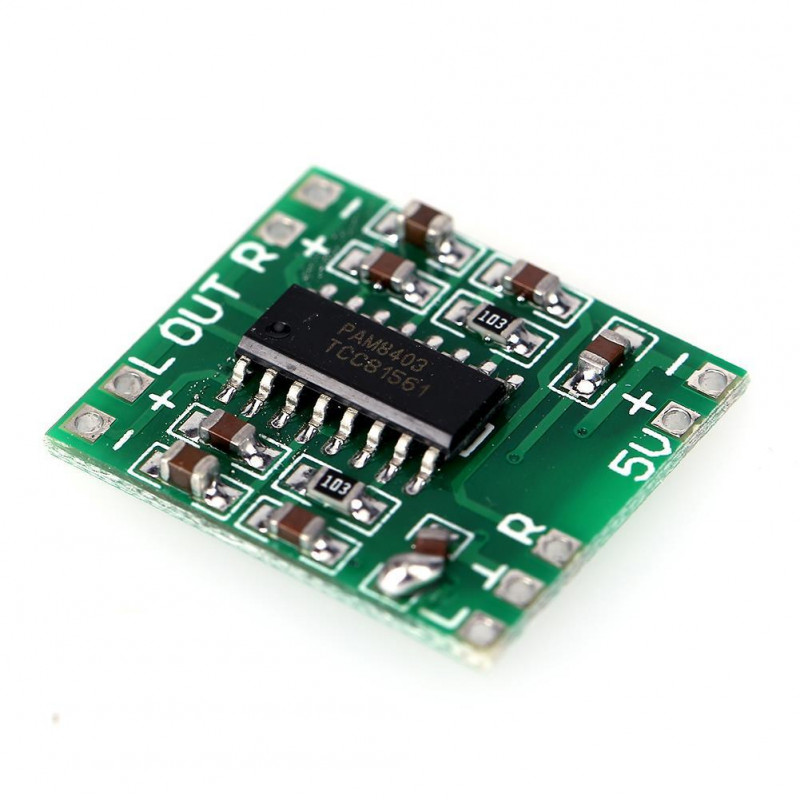 L OUT R
+ -
- +
PAM8403
TCC81561
103
103
5V + -
L ⊥ R